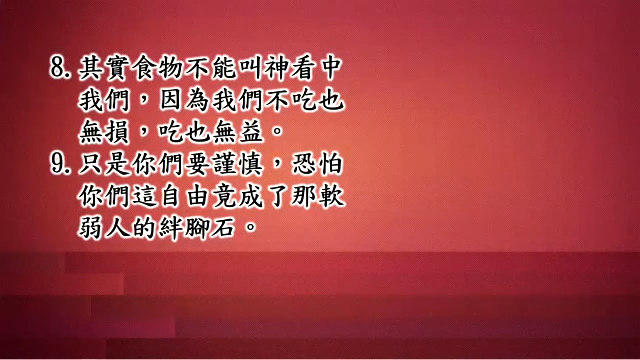 8. 其實食物不能叫神看中
我們，因為我們不吃也
無損，吃也無益。
9. 只是你們要謹慎，恐怕
你們這自由竟成了那軟
弱人的絆腳石。